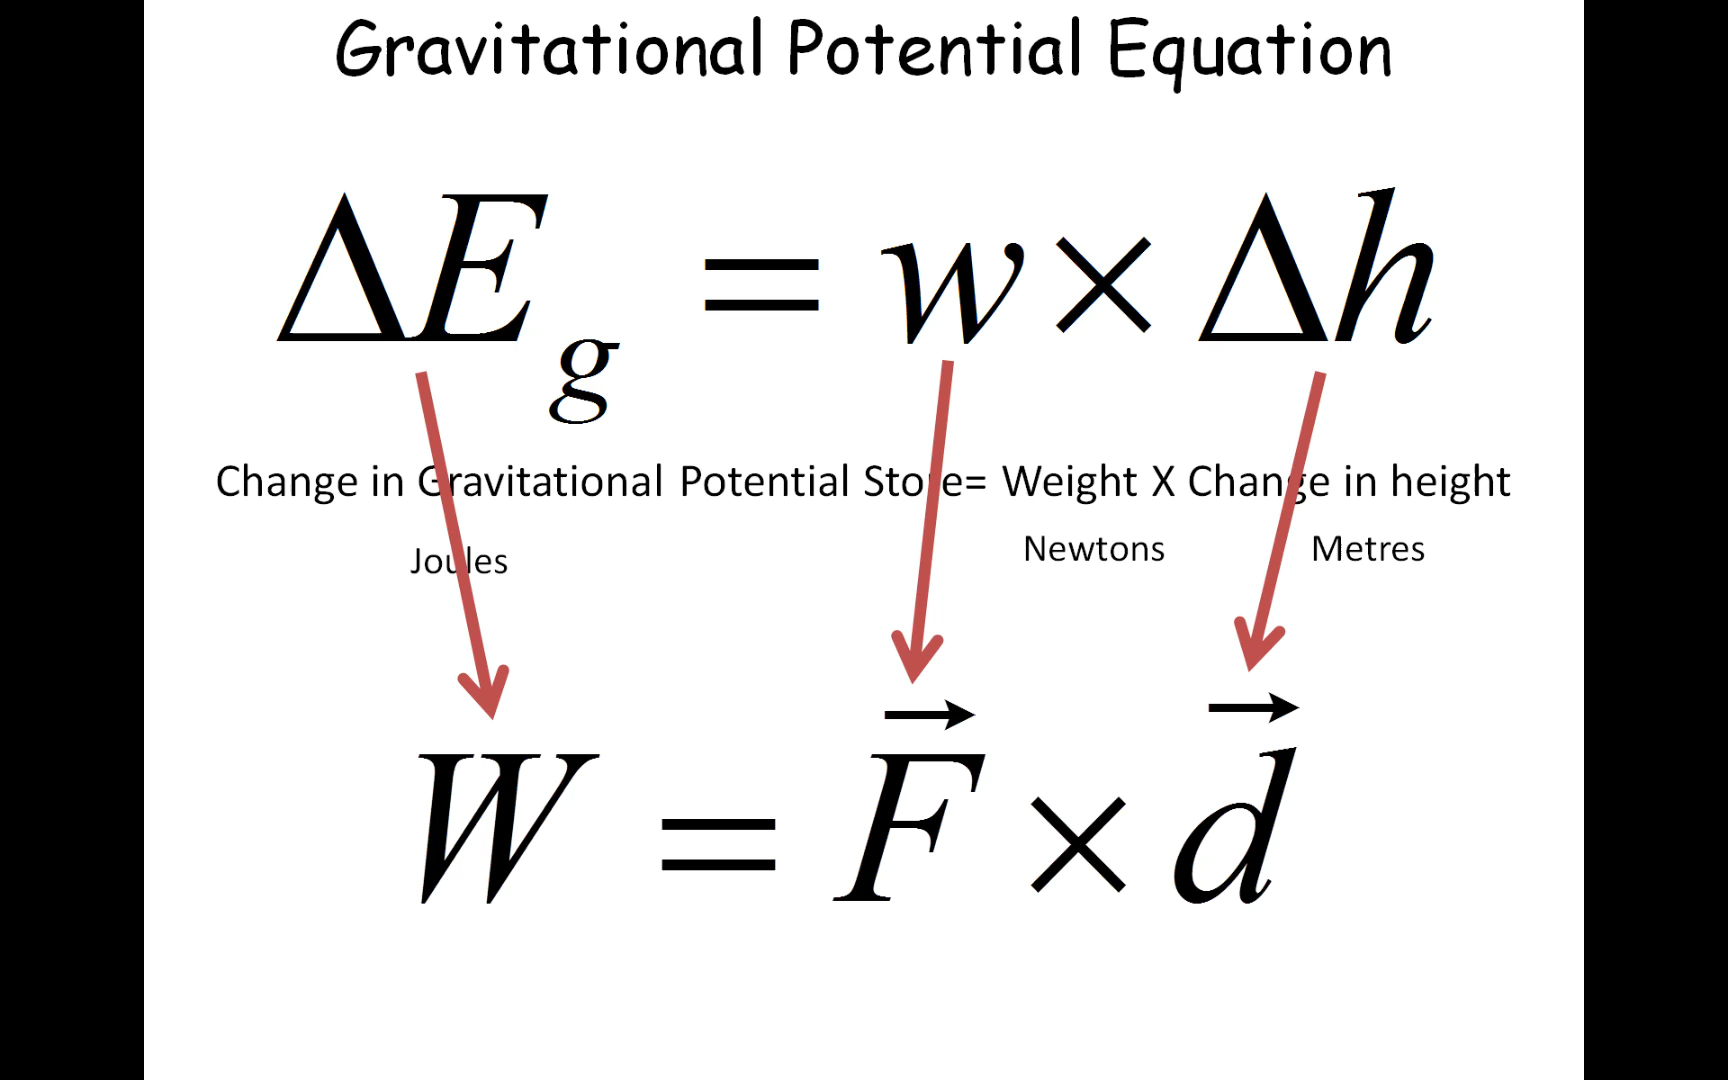 Gravitational Potential Equation
ΔE_g = w × Δh
Change in Gravitational Potential Store= Weight X Change in height
Joules Newtons Metres
W = F⃗ × d⃗